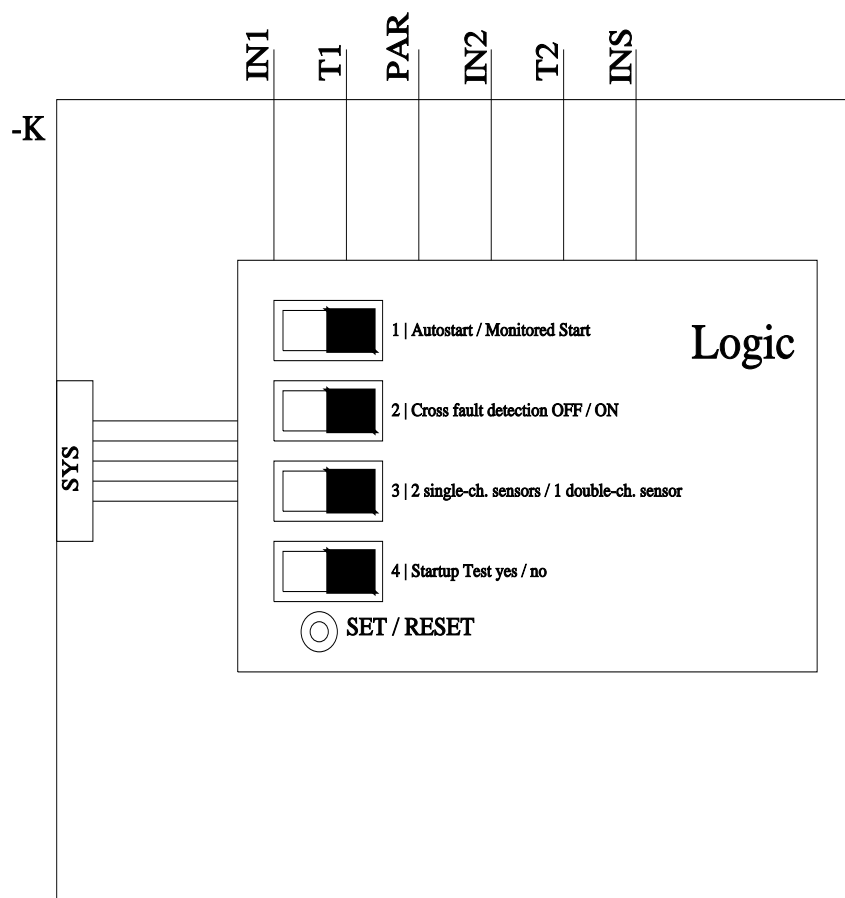 IN1
T1
PAR
IN2
T2
INS
-K
Logic
1 | Autostart / Monitored Start
2 | Cross fault detection OFF / ON
SYS
3 | 2 single-ch. sensors / 1 double-ch. sensor
4 | Startup Test yes / no
SET / RESET